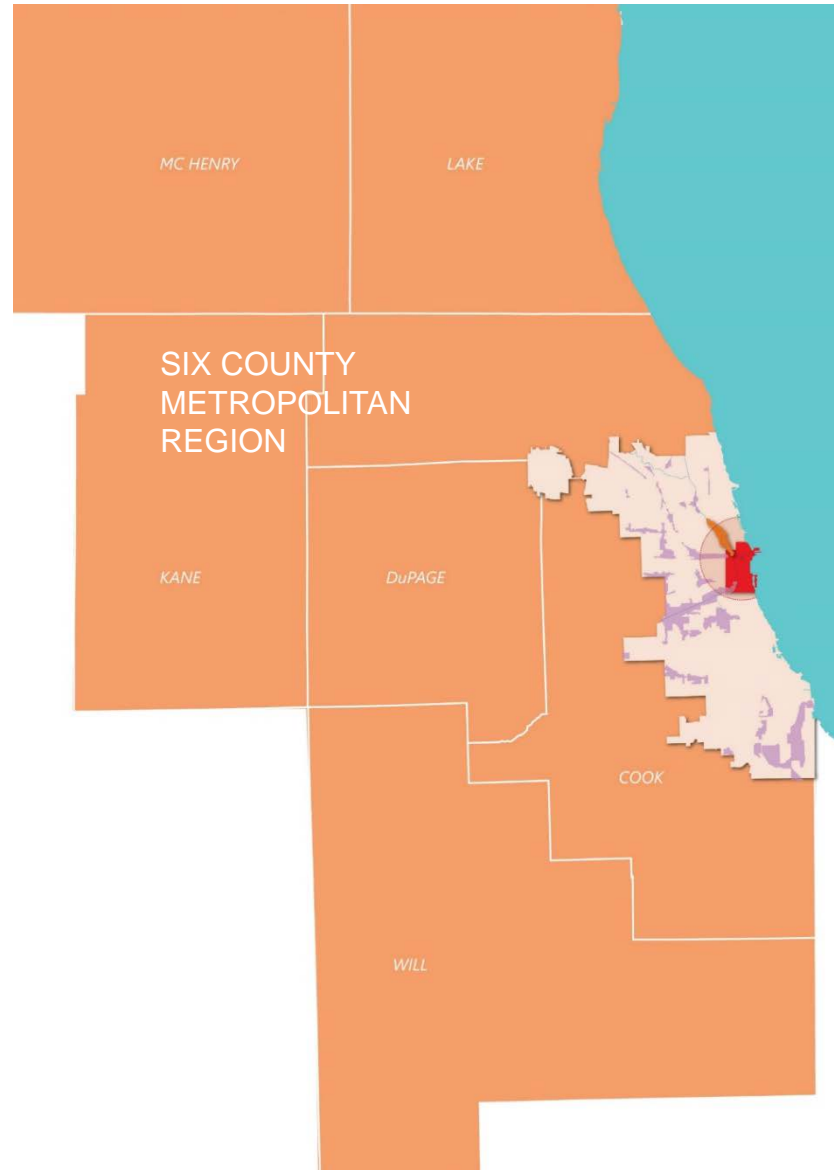 MC HENRY
LAKE
SIX COUNTY
METROPOLITAN
REGION
KANE
DuPAGE
COOK
WILL